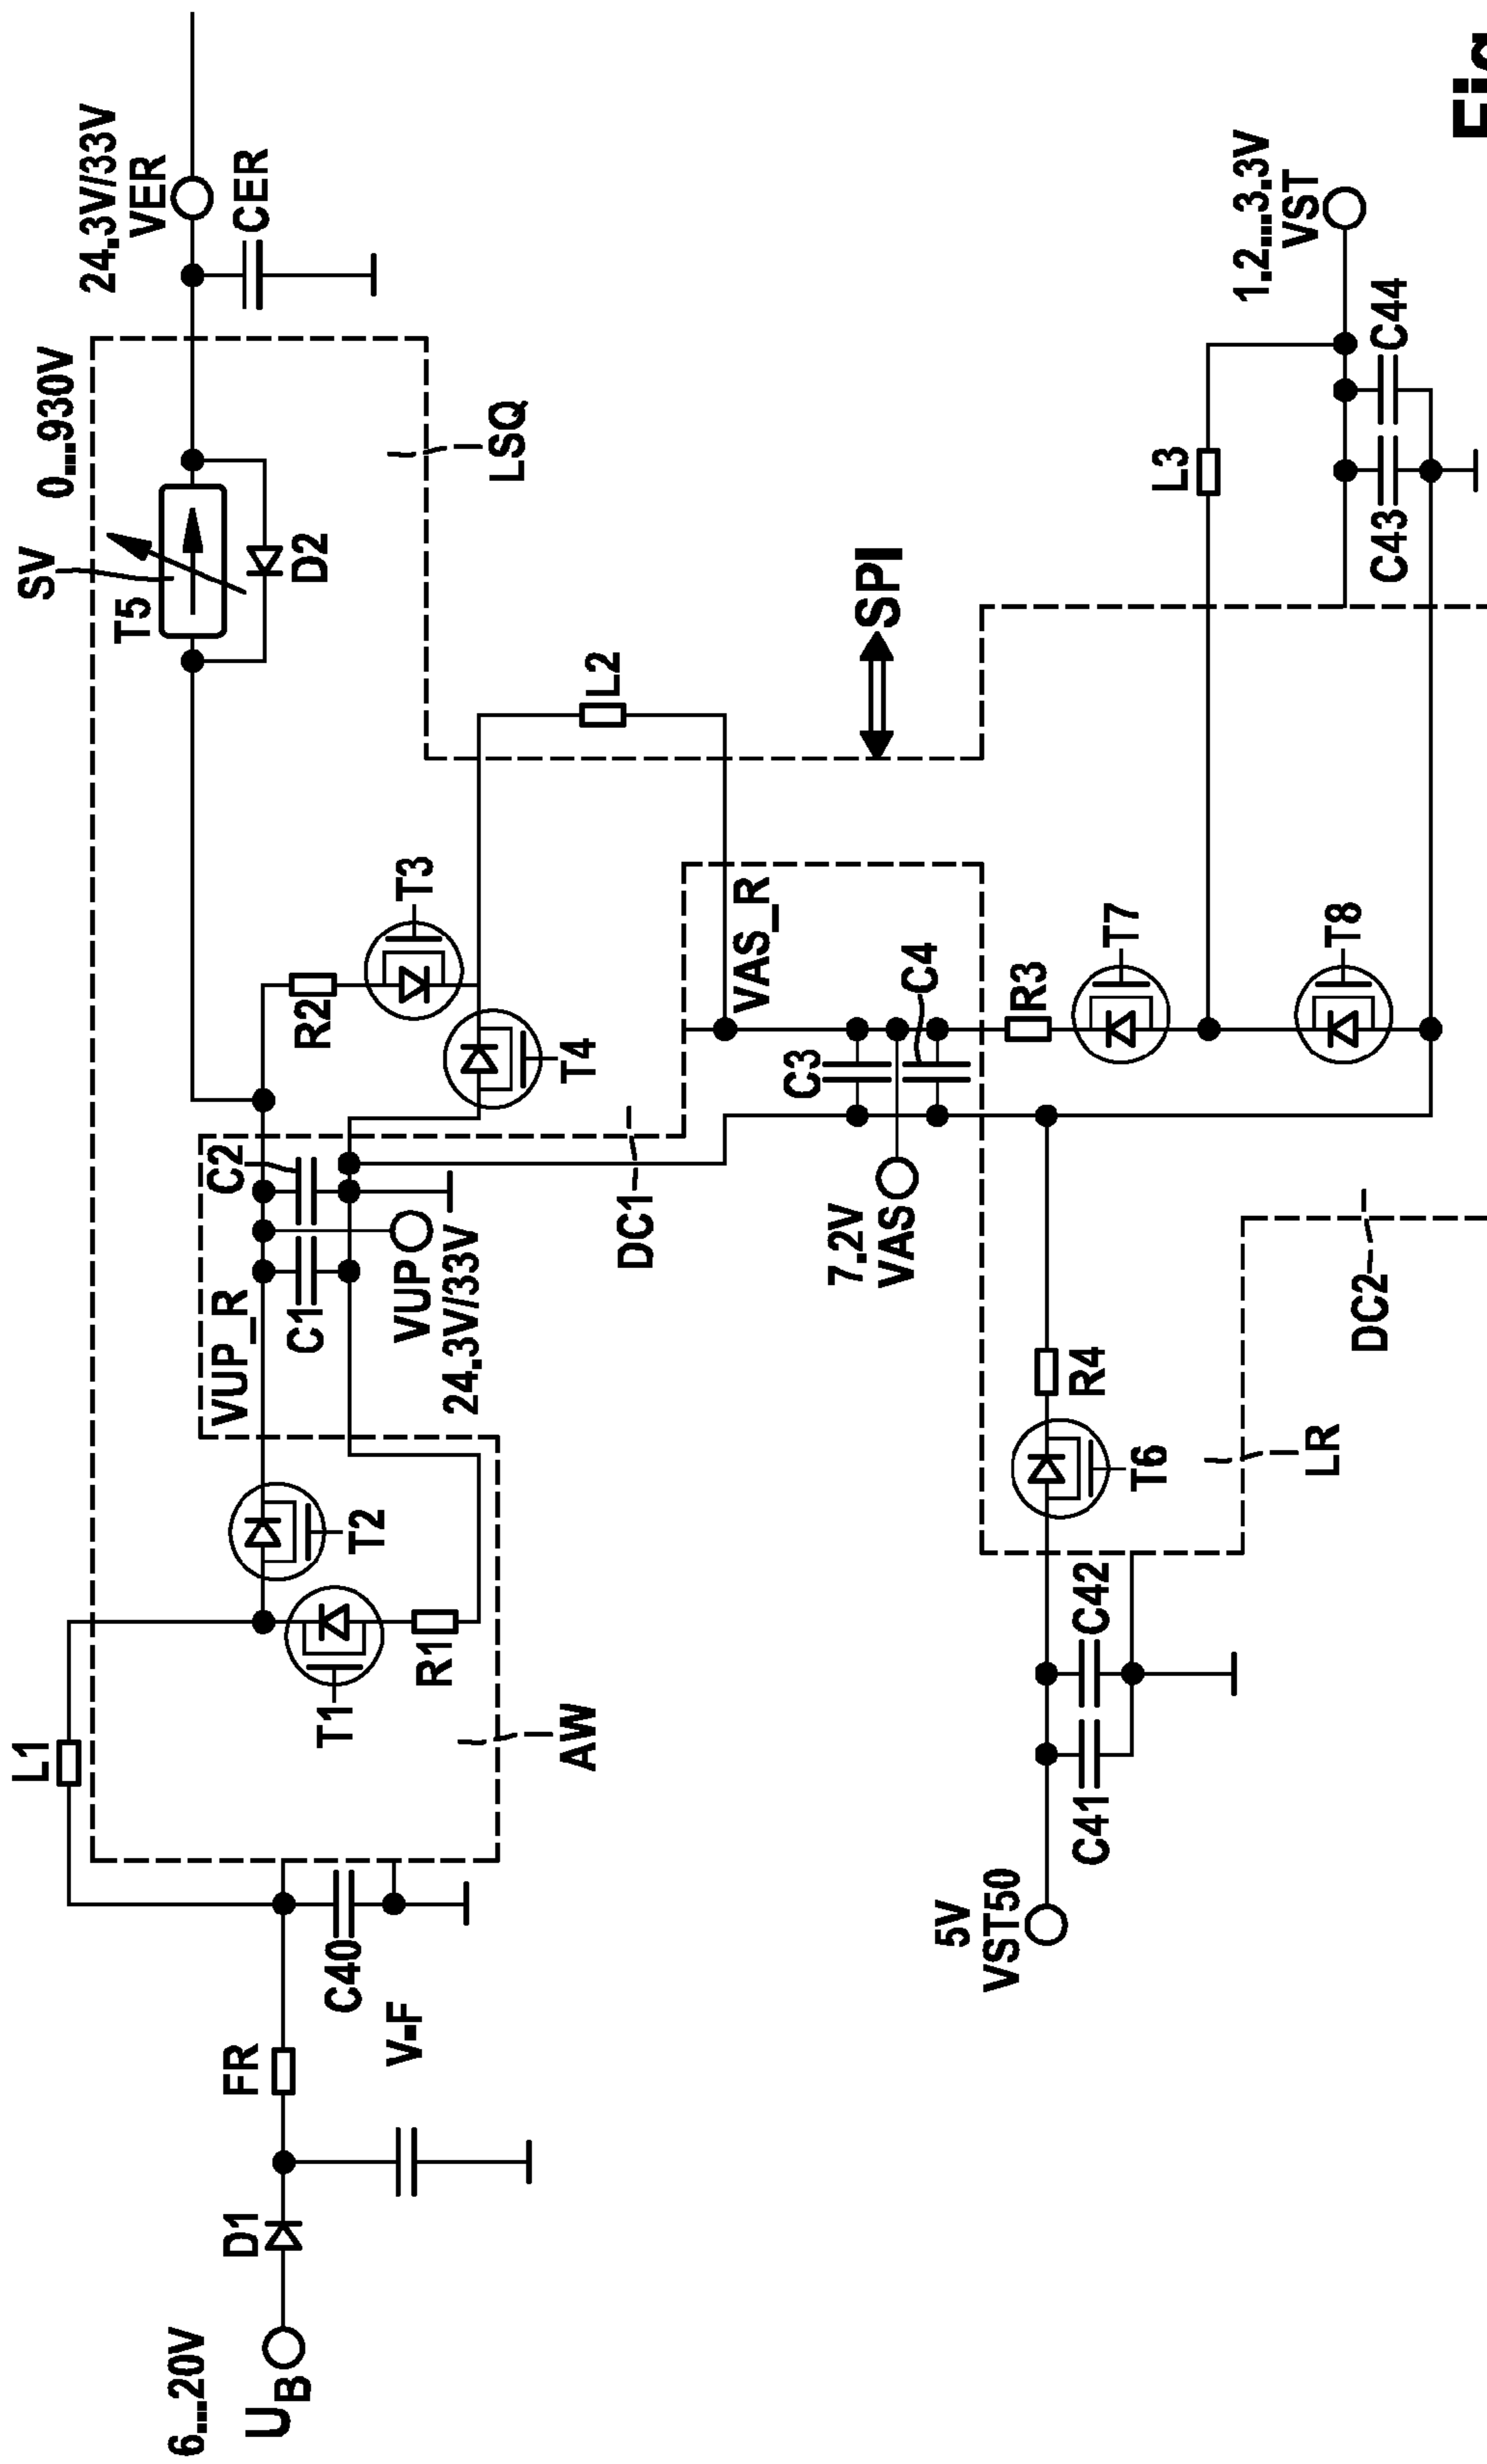 6...20V
UB
D1
FR
V-F
C40
L1
T1
R1
T2
AW
VUP_R
C1
C2
VUP
24.3V/33V
R2
T3
T4
DC1
SV
T5
0...930V
D2
LSQ
24.3V/33V
VER
CER
L2
SPI
VAS_R
C3
C4
7.2V
VAS
R3
T7
T8
L3
1.2...3.3V
VST
C43
C44
R4
T6
LR
DC2
5V
VST50
C41
C42